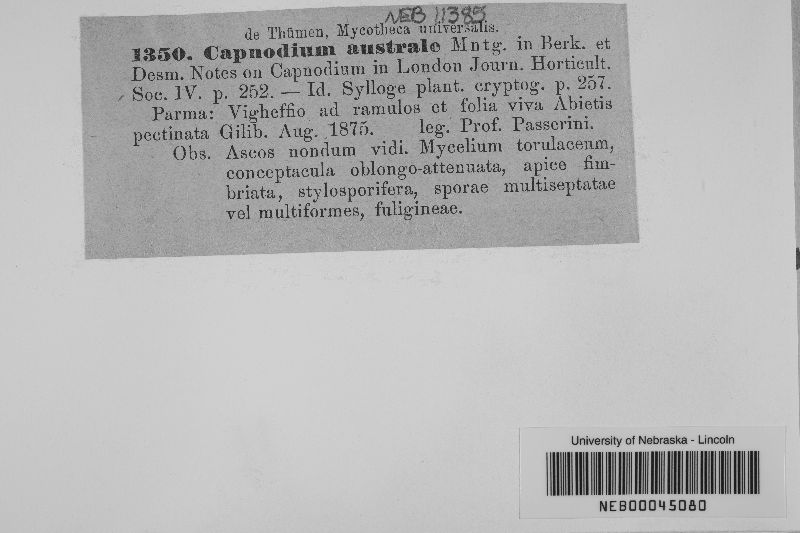 NEB 11385
de Thümen, Mycotheca universalis.
1350. Capnodium australe Mntg. in Berk. et
Desm. Notes on Capnodium in London Journ. Horticult.
Soc. IV. p. 252. — Id. Sylloge plant. cryptog. p. 257.
Parma: Vigheffio ad ramulos et folia viva Abietis
pectinata Gilib. Aug. 1875. leg. Prof. Passerini.
Obs. Ascos nondum vidi. Mycelium torulaceum,
conceptacula oblongo-attenuata, apice fim-
briata, stylosporifera, sporae multiseptatae
vel multiformes, fuligineae.
University of Nebraska - Lincoln
NEB00045080